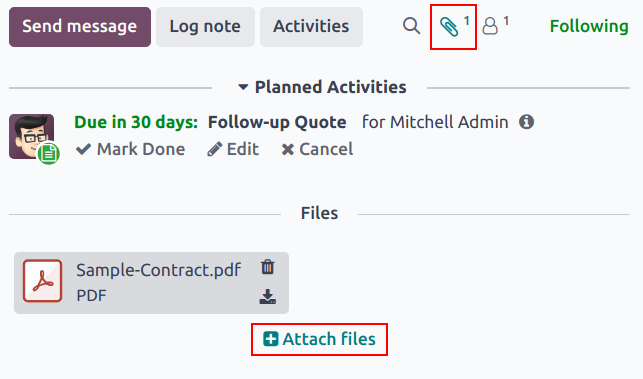 Send message Log note Activities 1 1 Following
Planned Activities
Due in 30 days: Follow-up Quote for Mitchell Admin
Mark Done Edit Cancel
Files
Sample-Contract.pdf
PDF
Attach files